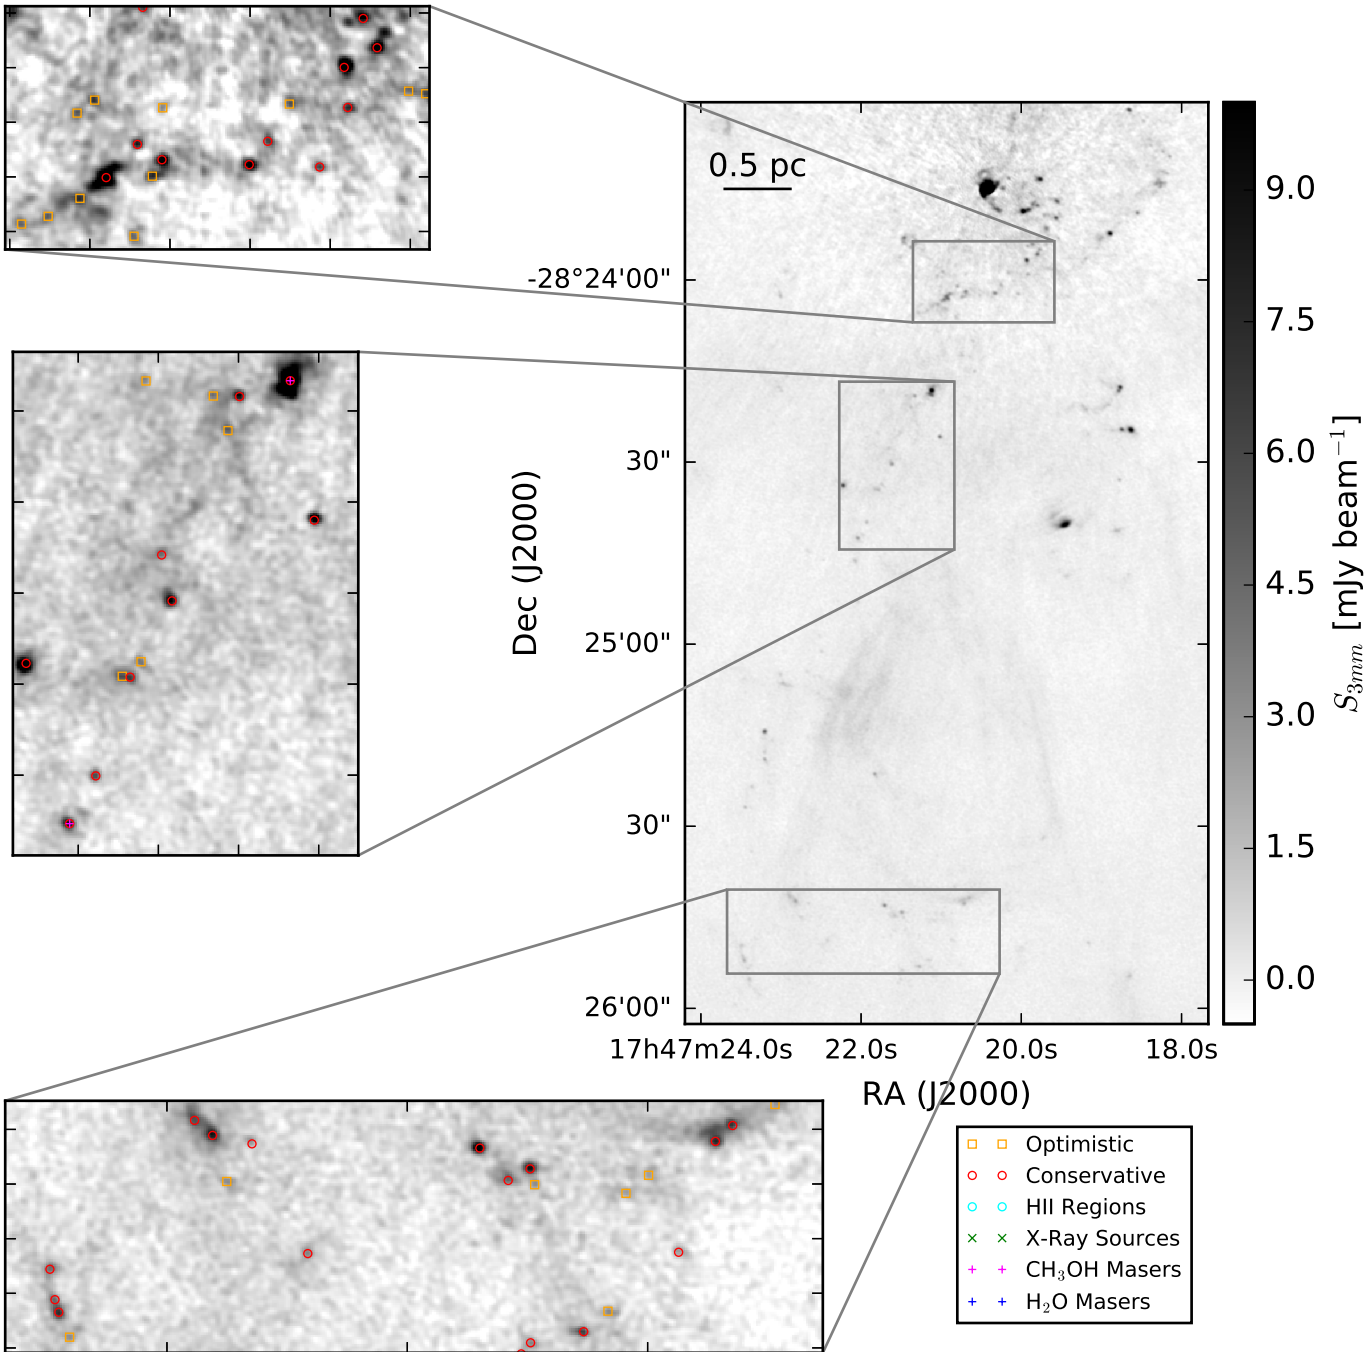 0.5 pc
-28°24'00"
30"
25'00"
30"
26'00"
Dec (J2000)
17h47m24.0s 22.0s 20.0s 18.0s
RA (J2000)
9.0
7.5
6.0
4.5
3.0
1.5
0.0
S₃mm [mJy beam⁻¹]
Optimistic
Conservative
HII Regions
X-Ray Sources
CH₃OH Masers
H₂O Masers